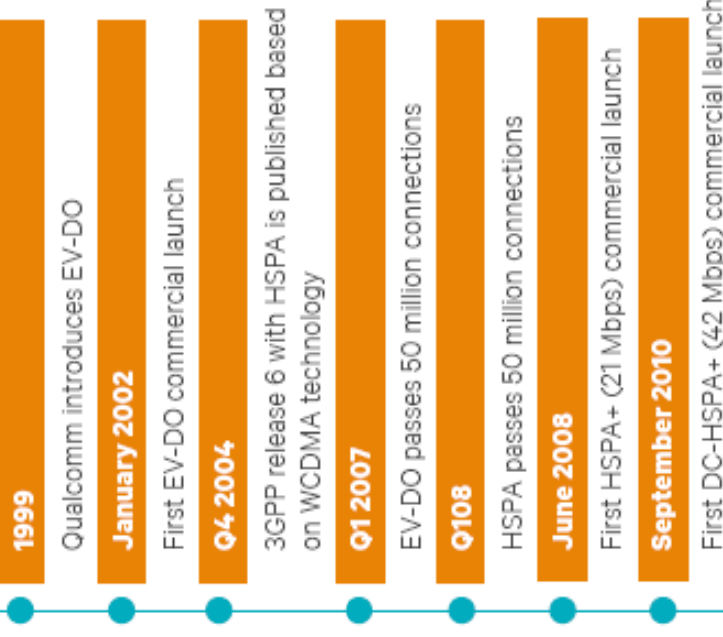 1999
Qualcomm introduces EV-DO
January 2002
First EV-DO commercial launch
Q4 2004
3GPP release 6 with HSPA is published based
on WCDMA technology
Q1 2007
EV-DO passes 50 million connections
Q108
HSPA passes 50 million connections
June 2008
First HSPA+ (21 Mbps) commercial launch
September 2010
First DC-HSPA+ (42 Mbps) commercial launch